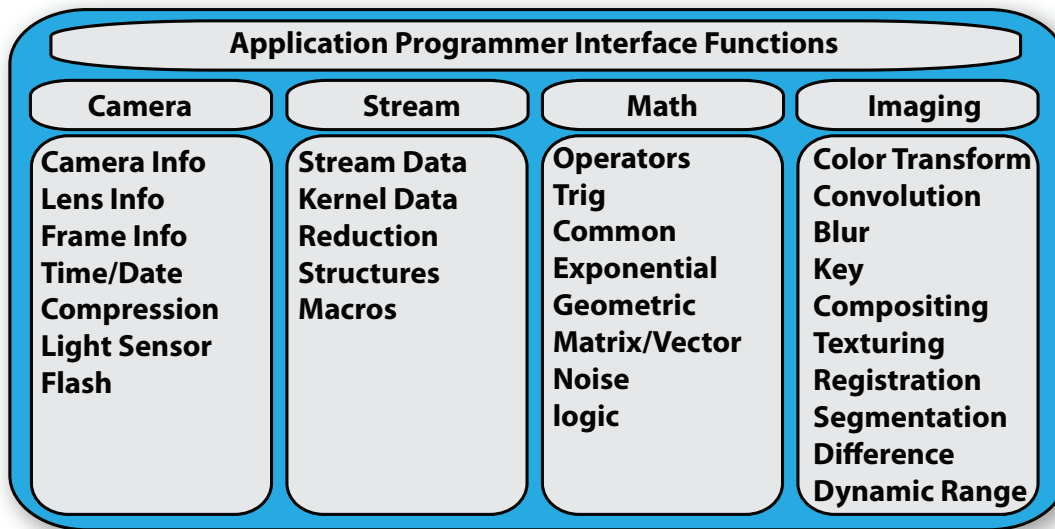 Application Programmer Interface Functions
Camera
Camera Info
Lens Info
Frame Info
Time/Date
Compression
Light Sensor
Flash
Stream
Stream Data
Kernel Data
Reduction
Structures
Macros
Math
Operators
Trig
Common
Exponential
Geometric
Matrix/Vector
Noise
logic
Imaging
Color Transform
Convolution
Blur
Key
Compositing
Texturing
Registration
Segmentation
Difference
Dynamic Range